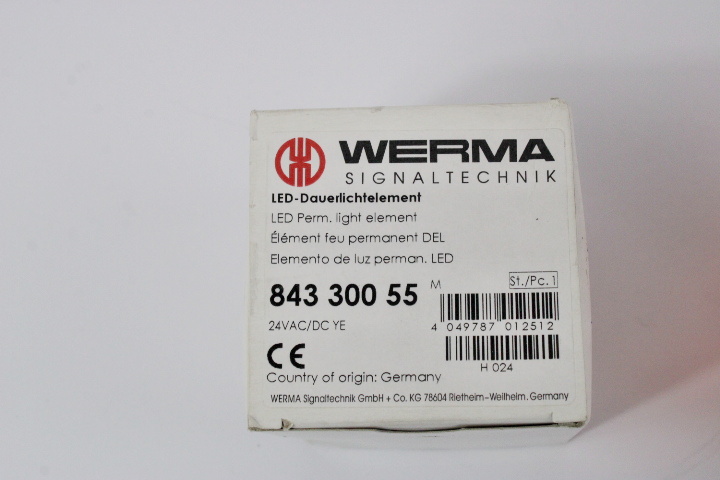 WERMA
SIGNALTECHNIK
LED-Dauerlichtelement
LED Perm. light element
Élément feu permanent DEL
Elemento de luz perman. LED
843 300 55 M St./Pc. 1
24VAC/DC YE
4 049787 012512
CE
H 024
Country of origin: Germany
WERMA Signaltechnik GmbH + Co. KG 78604 Rietheim-Weilheim. Germany